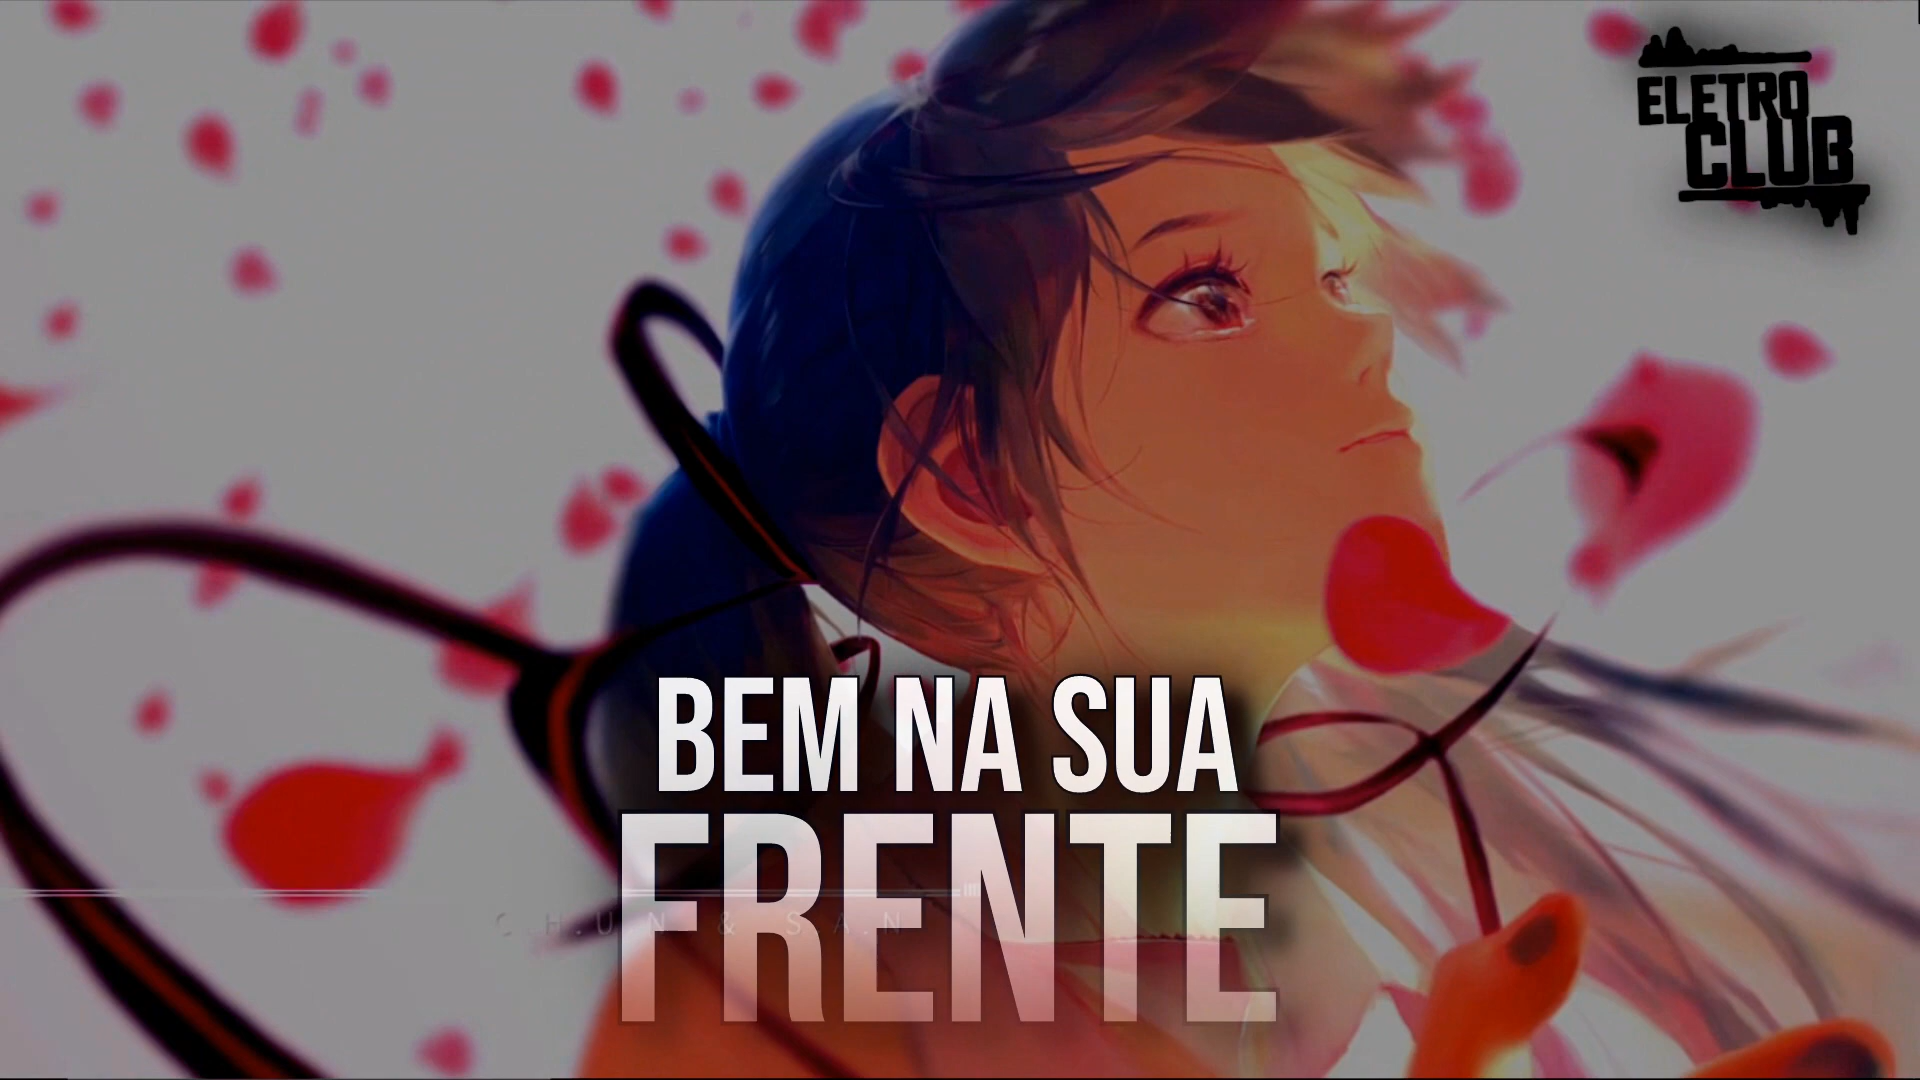 ELETRO
CLUB
BEM NA SUA
FRENTE
C.H.U.N & S.A.N